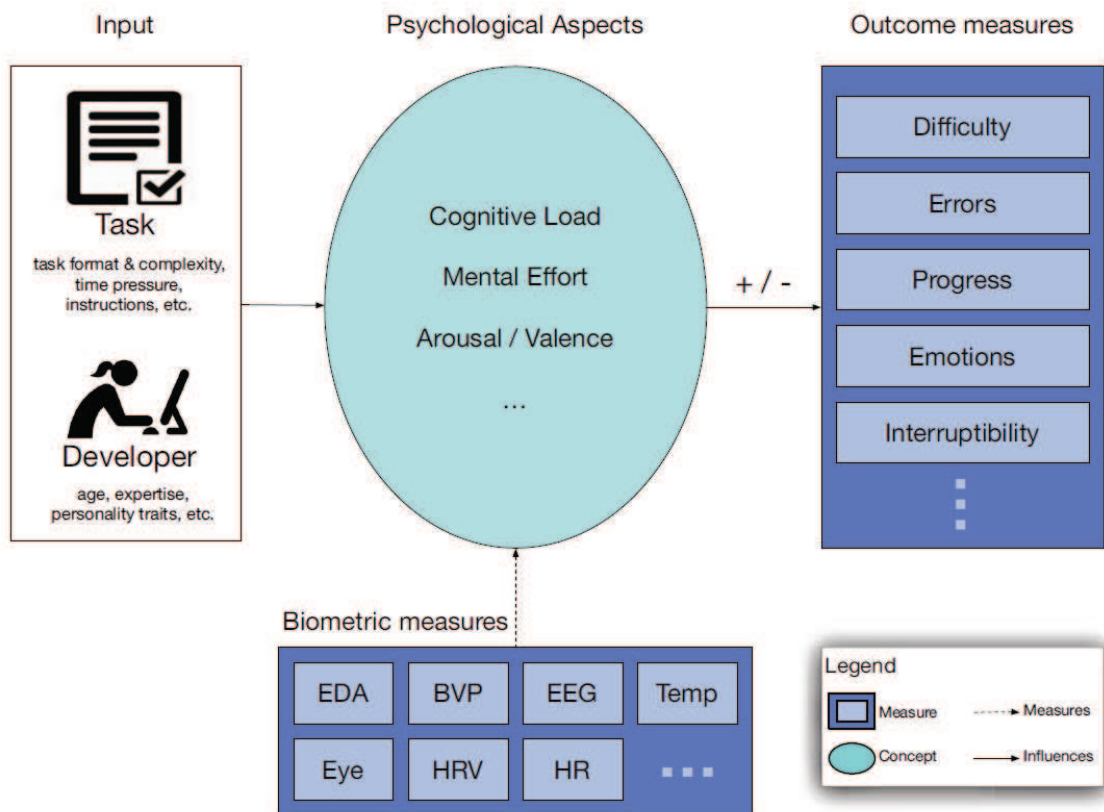 Input
Psychological Aspects
Outcome measures
Task
task format & complexity,
time pressure,
instructions, etc.
Developer
age, expertise,
personality traits, etc.
Cognitive Load
Mental Effort
Arousal / Valence
...
+ / -
Difficulty
Errors
Progress
Emotions
Interruptibility
Biometric measures
EDA
BVP
EEG
Temp
Eye
HRV
HR
Legend
Measure
Measures
Concept
Influences